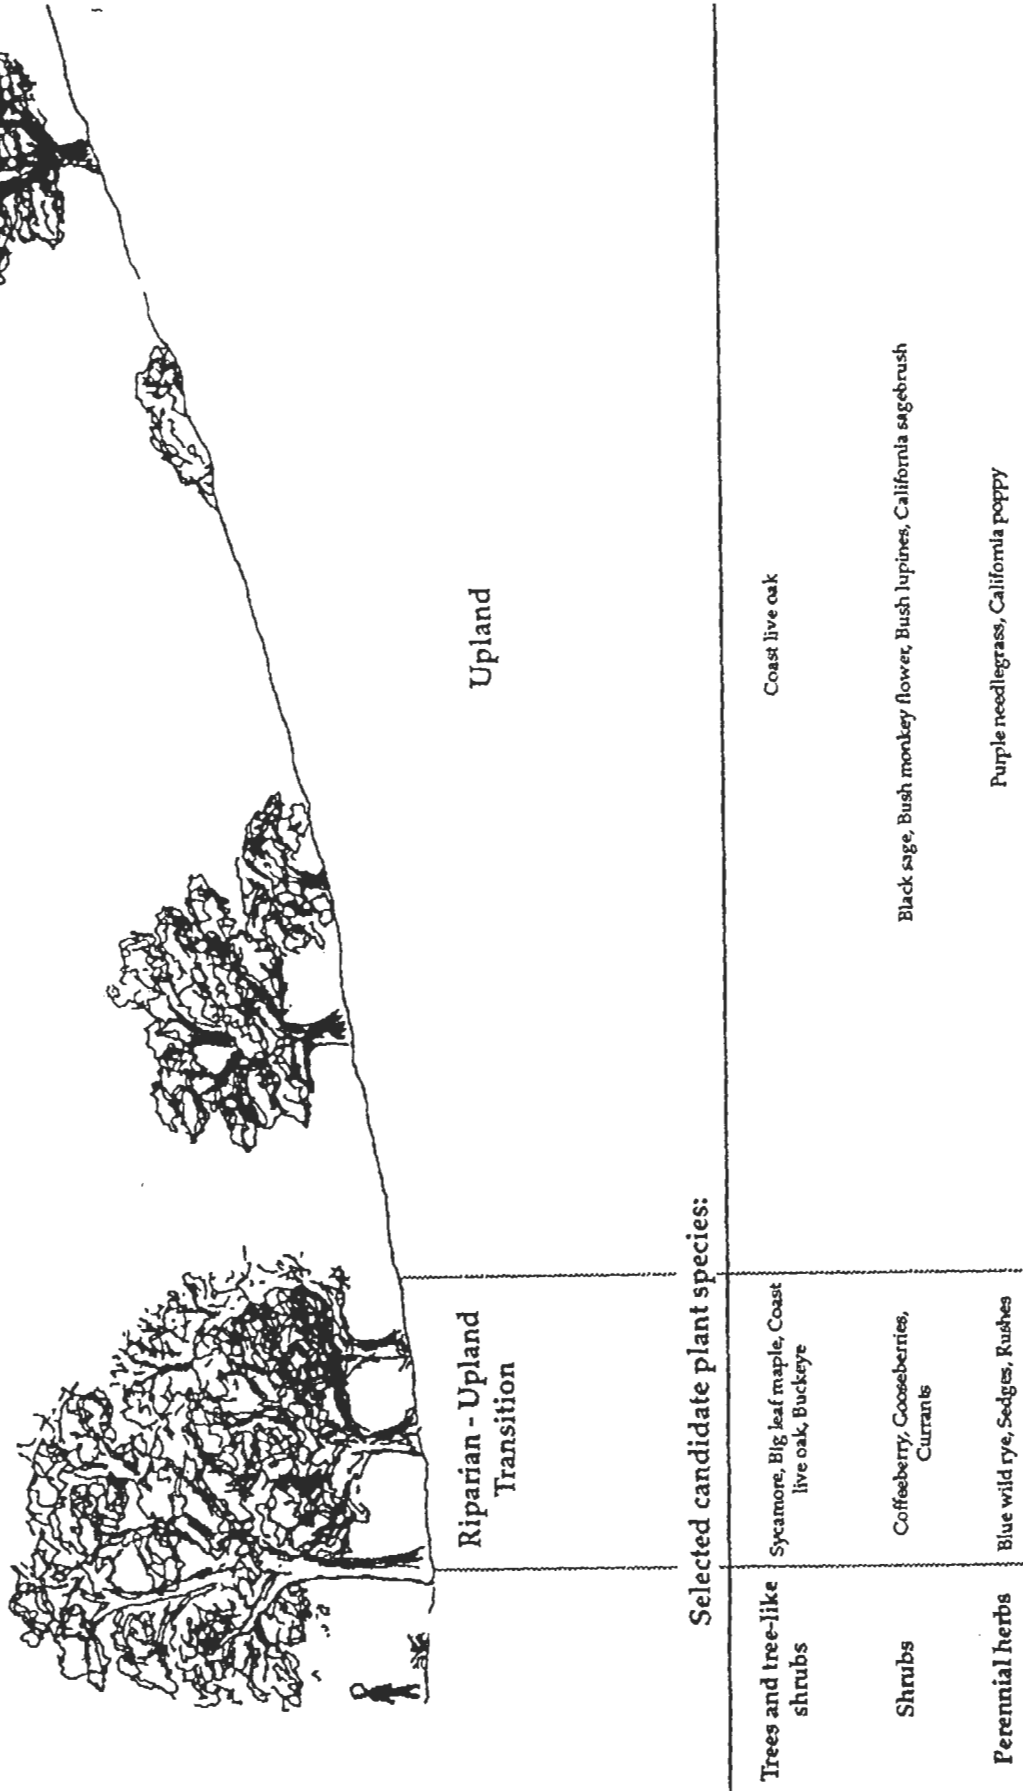 Riparian - Upland
Transition
Upland
Selected candidate plant species:
Trees and tree-like
shrubs
Sycamore, Big leaf maple, Coast
live oak, Buckeye
Coast live oak
Shrubs
Coffeeberry, Gooseberries,
Currants
Black sage, Bush monkey flower, Bush lupines, California sagebrush
Perennial herbs
Blue wild rye, Sedges, Rushes
Purple needlegrass, California poppy